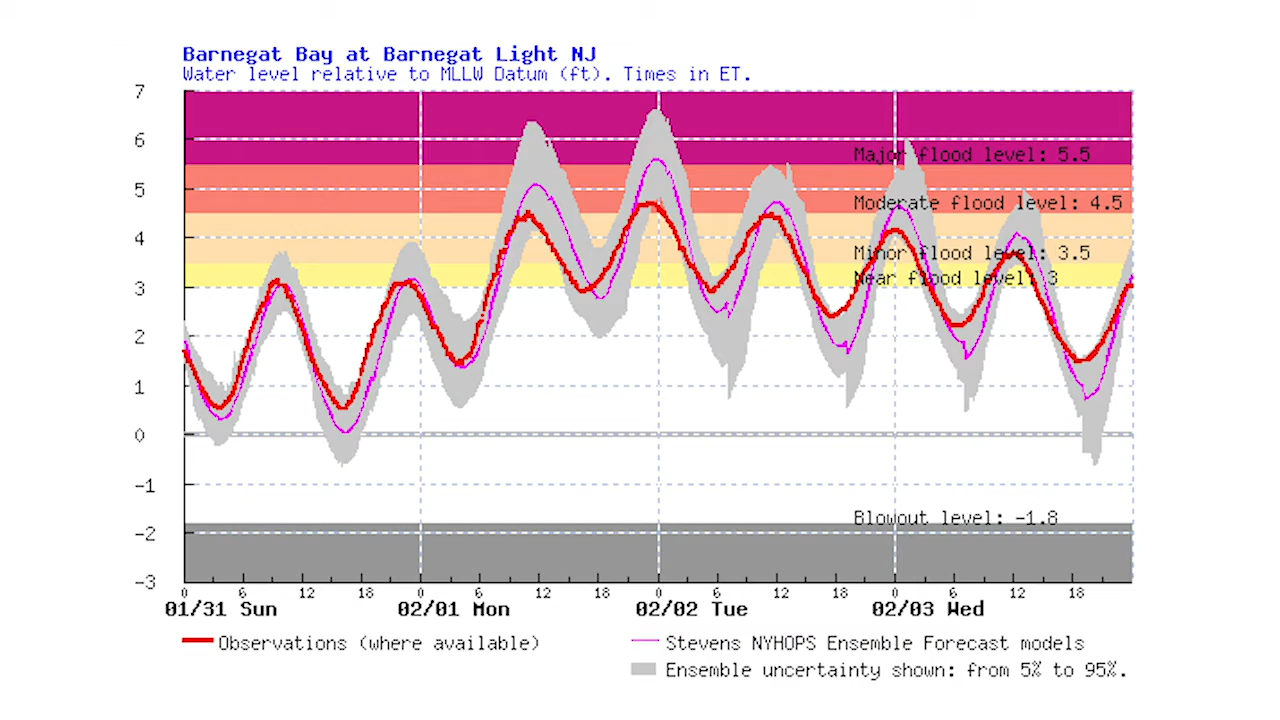 Barnegat Bay at Barnegat Light NJ
Water level relative to MLLW Datum (ft). Times in ET.
7
6
Major flood level: 5.5
5
Moderate flood level: 4.5
4
Minor flood level: 3.5
Near flood level: 3
3
2
1
0
-1
Blowout level: -1.8
-2
-3
0 6 12 18 0 6 12 18 0 6 12 18 0 6 12 18
01/31 Sun 02/01 Mon 02/02 Tue 02/03 Wed
Observations (where available) Stevens NYHOPS Ensemble Forecast models
Ensemble uncertainty shown: from 5% to 95%.